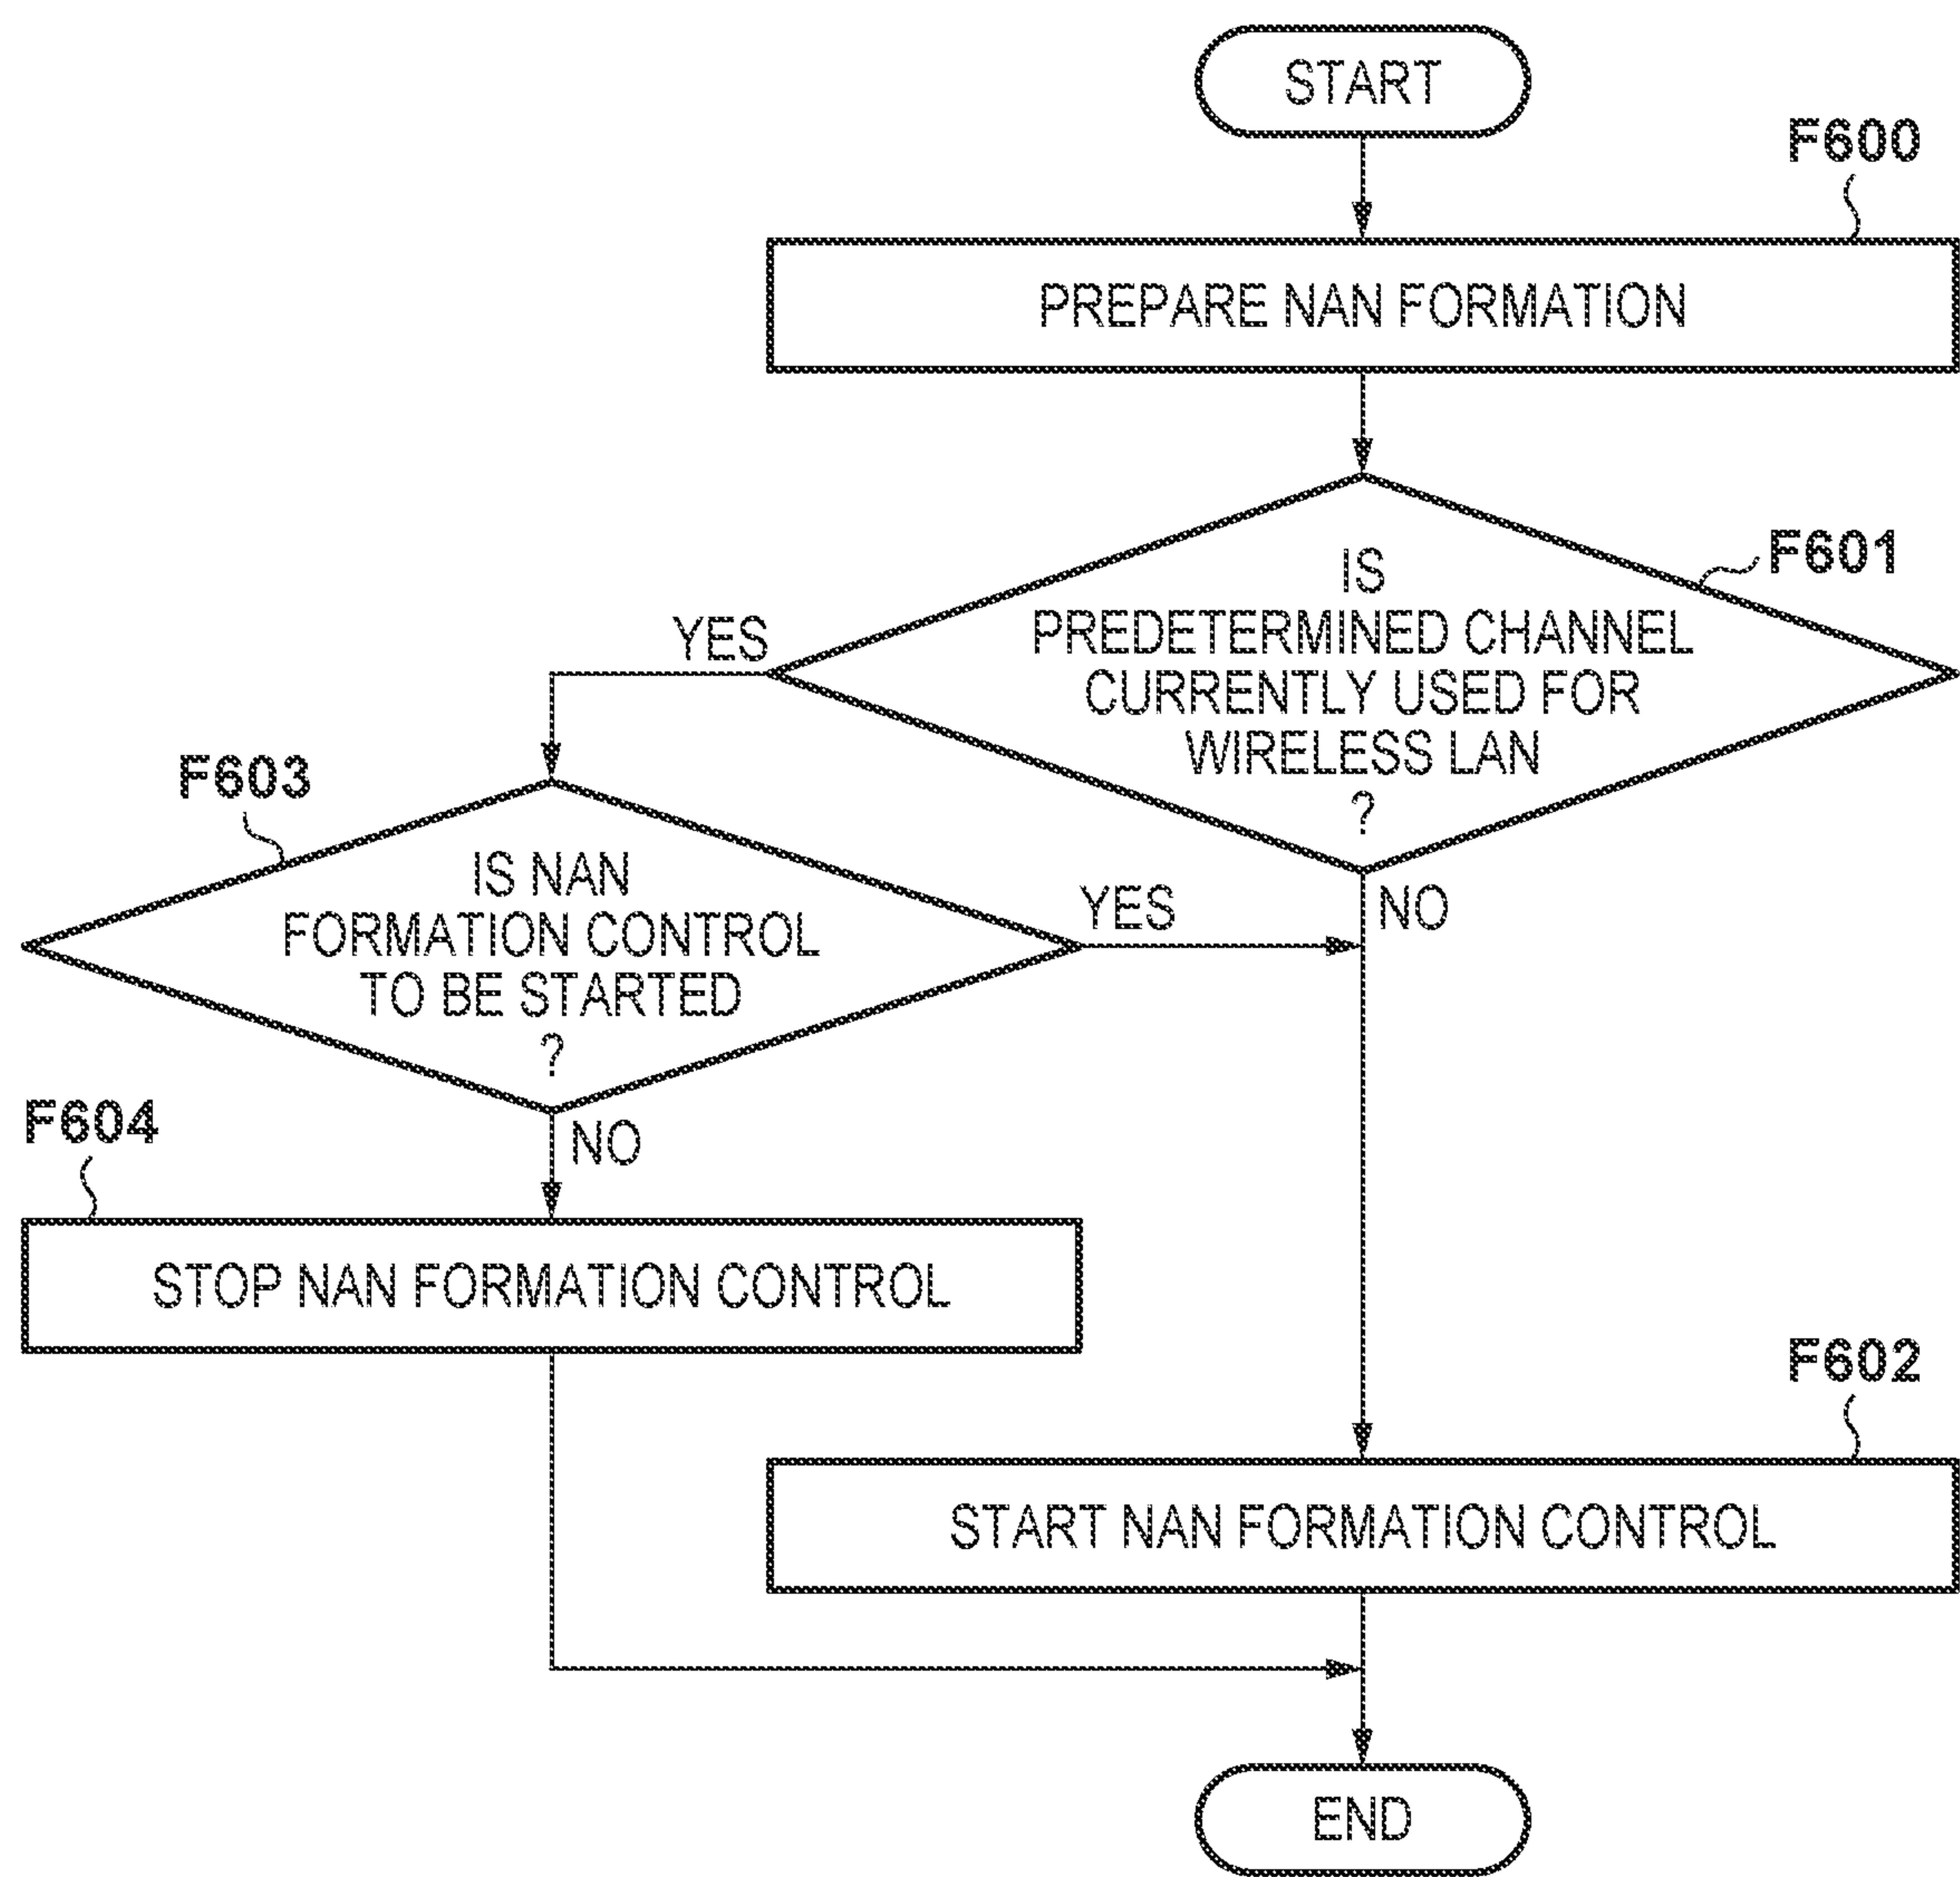 START
F600
PREPARE NAN FORMATION
F601
IS
PREDETERMINED CHANNEL
CURRENTLY USED FOR
WIRELESS LAN
?
YES
NO
F603
IS NAN
FORMATION CONTROL
TO BE STARTED
?
YES
NO
F604
STOP NAN FORMATION CONTROL
F602
START NAN FORMATION CONTROL
END